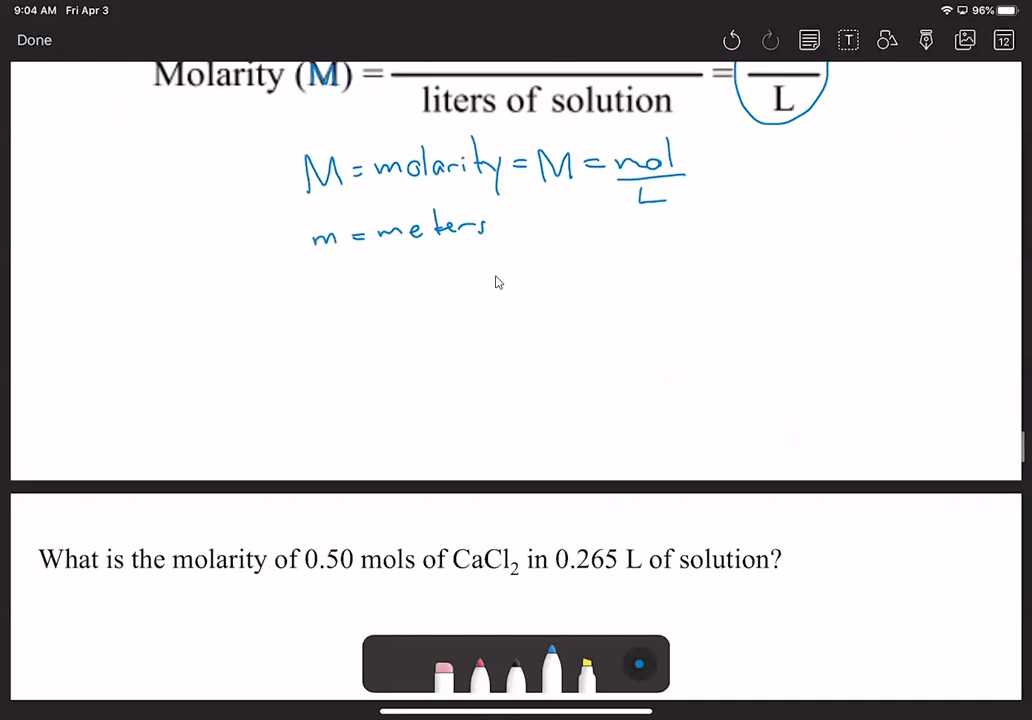 9:04 AM Fri Apr 3 96%
Done 12
Molarity (M) = = 
liters of solution L
M = molarity = M = mol
L
m = meters
What is the molarity of 0.50 mols of CaCl₂ in 0.265 L of solution?